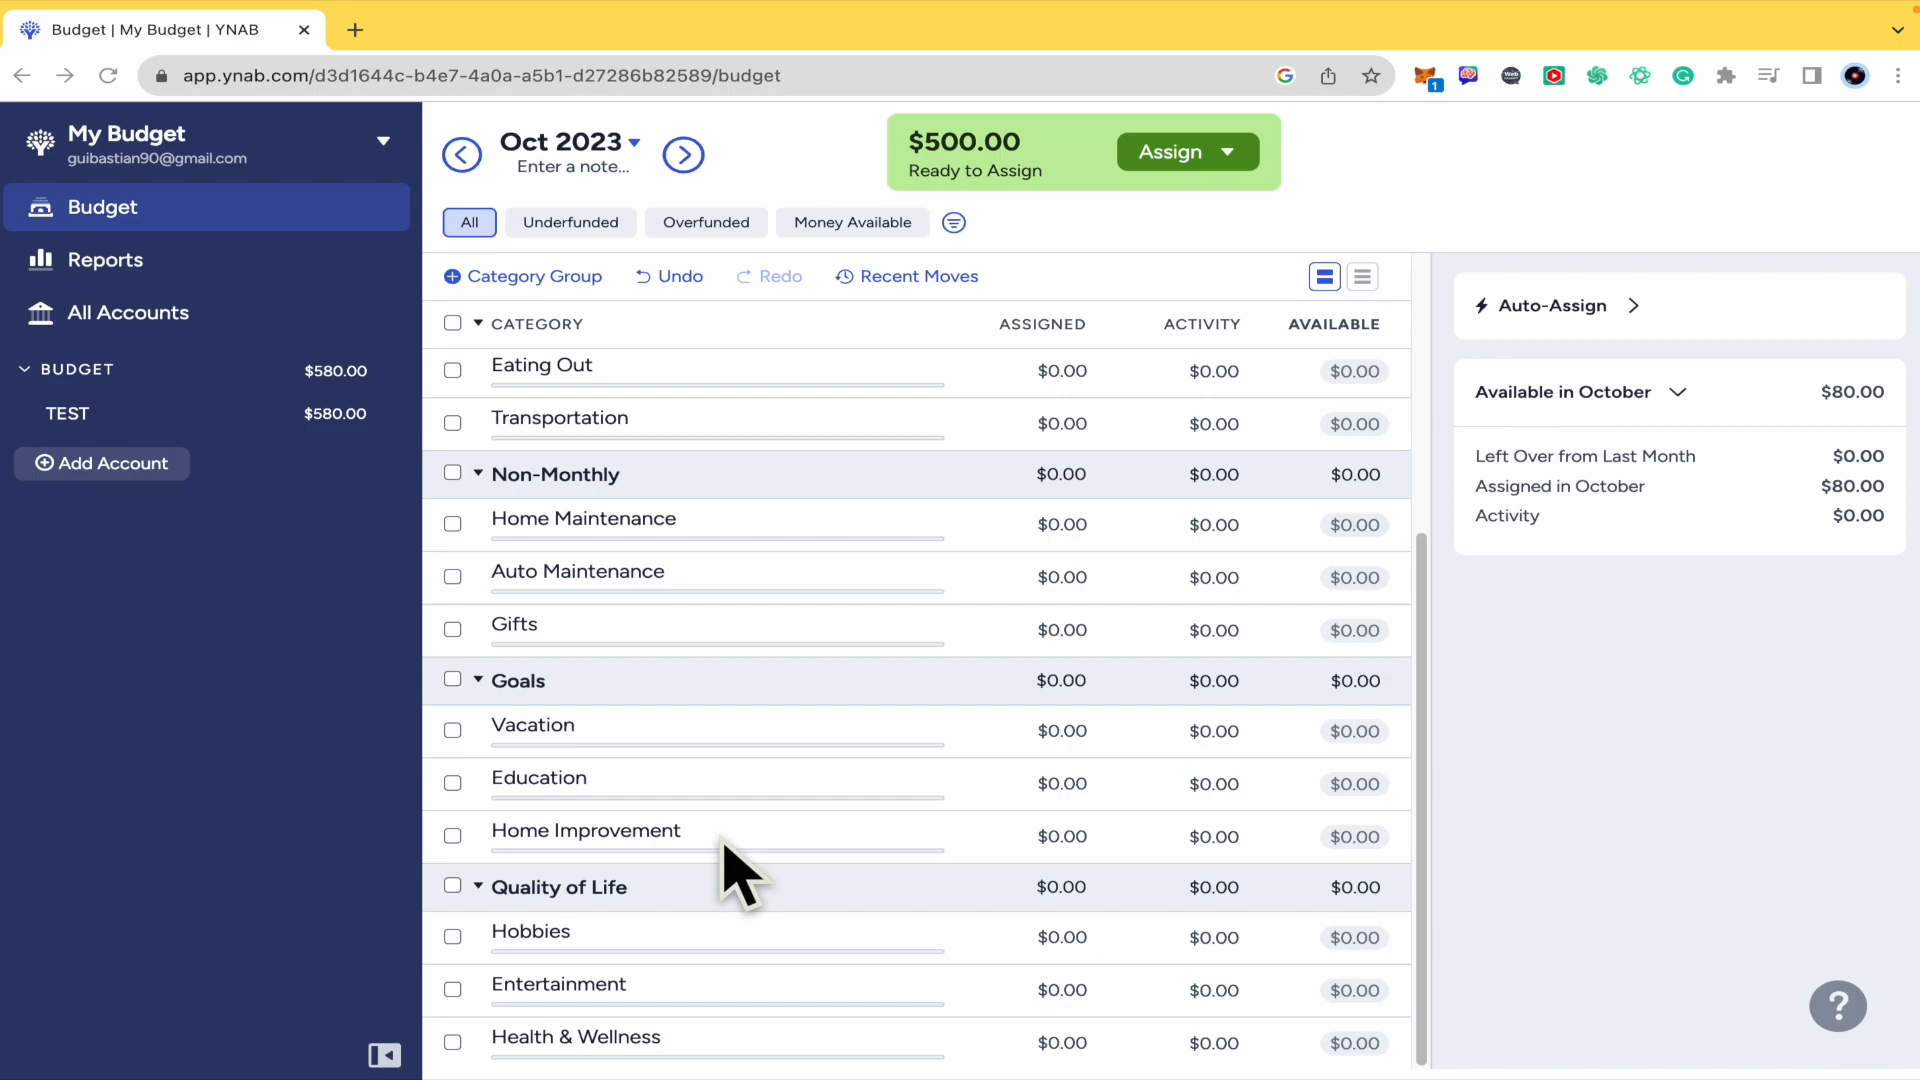 Budget | My Budget | YNAB
app.ynab.com/d3d1644c-b4e7-4a0a-a5b1-d27286b82589/budget
1
My Budget
guibastian90@gmail.com
Budget
Reports
All Accounts
BUDGET $580.00
TEST $580.00
Add Account
Oct 2023
Enter a note...
$500.00
Ready to Assign
Assign
All Underfunded Overfunded Money Available
Category Group Undo Redo Recent Moves
CATEGORY ASSIGNED ACTIVITY AVAILABLE
Eating Out $0.00 $0.00 $0.00
Transportation $0.00 $0.00 $0.00
Non-Monthly $0.00 $0.00 $0.00
Home Maintenance $0.00 $0.00 $0.00
Auto Maintenance $0.00 $0.00 $0.00
Gifts $0.00 $0.00 $0.00
Goals $0.00 $0.00 $0.00
Vacation $0.00 $0.00 $0.00
Education $0.00 $0.00 $0.00
Home Improvement $0.00 $0.00 $0.00
Quality of Life $0.00 $0.00 $0.00
Hobbies $0.00 $0.00 $0.00
Entertainment $0.00 $0.00 $0.00
Health & Wellness $0.00 $0.00 $0.00
Auto-Assign
Available in October $80.00
Left Over from Last Month $0.00
Assigned in October $80.00
Activity $0.00
?